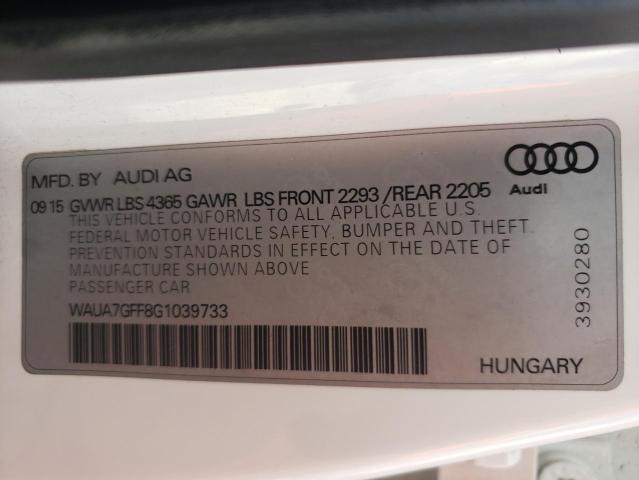 MFD. BY AUDI AG
Audi
09 15 GVWR LBS 4365 GAWR LBS FRONT 2293 /REAR 2205
THIS VEHICLE CONFORMS TO ALL APPLICABLE U.S.
FEDERAL MOTOR VEHICLE SAFETY, BUMPER AND THEFT
PREVENTION STANDARDS IN EFFECT ON THE DATE OF
MANUFACTURE SHOWN ABOVE
PASSENGER CAR
WAUA7GFF8G1039733
3930280
HUNGARY